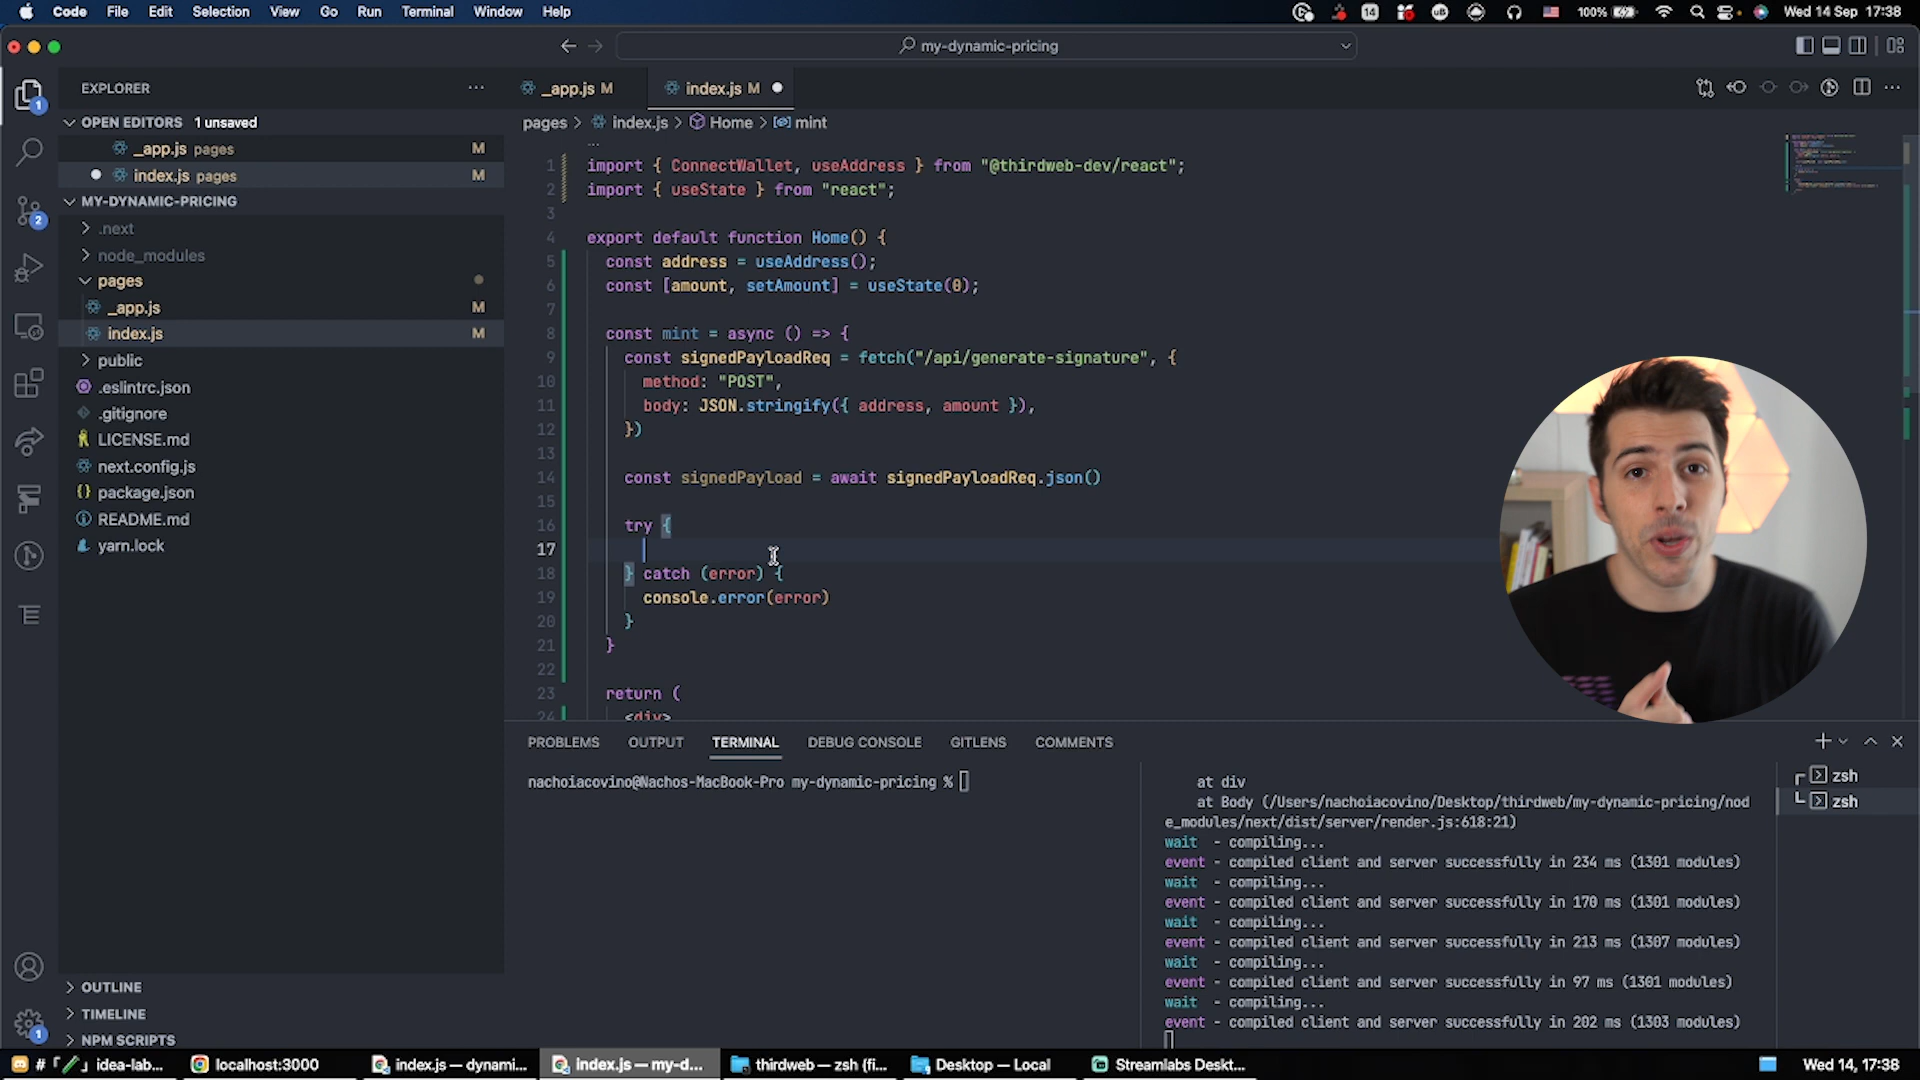 Code File Edit Selection View Go Run Terminal Window Help
14
100%
Wed 14 Sep 17:38
my-dynamic-pricing
EXPLORER
OPEN EDITORS 1 unsaved
_app.js pages M
index.js pages M
MY-DYNAMIC-PRICING
.next
node_modules
pages
_app.js M
index.js M
public
.eslintrc.json
.gitignore
LICENSE.md
next.config.js
package.json
README.md
yarn.lock
OUTLINE
TIMELINE
NPM SCRIPTS
1
2
1
_app.js M
index.js M
pages > index.js > Home > mint
1 import { ConnectWallet, useAddress } from "@thirdweb-dev/react";
2 import { useState } from "react";
3
4 export default function Home() {
5 const address = useAddress();
6 const [amount, setAmount] = useState(0);
7
8 const mint = async () => {
9 const signedPayloadReq = fetch("/api/generate-signature", {
10 method: "POST",
11 body: JSON.stringify({ address, amount }),
12 })
13
14 const signedPayload = await signedPayloadReq.json()
15
16 try {
17
18 } catch (error) {
19 console.error(error)
20 }
21 }
22
23 return (
24 <div>
PROBLEMS OUTPUT TERMINAL DEBUG CONSOLE GITLENS COMMENTS
nachoiacovino@Nachos-MacBook-Pro my-dynamic-pricing %
at div
at Body (/Users/nachoiacovino/Desktop/thirdweb/my-dynamic-pricing/nod
e_modules/next/dist/server/render.js:618:21)
wait - compiling...
event - compiled client and server successfully in 234 ms (1301 modules)
wait - compiling...
event - compiled client and server successfully in 170 ms (1301 modules)
wait - compiling...
event - compiled client and server successfully in 213 ms (1307 modules)
wait - compiling...
event - compiled client and server successfully in 97 ms (1301 modules)
wait - compiling...
event - compiled client and server successfully in 202 ms (1303 modules)
zsh
zsh
# idea-lab...
localhost:3000
index.js — dynami...
index.js — my-d...
thirdweb — zsh (fi...
Desktop — Local
Streamlabs Deskt...
Wed 14, 17:38